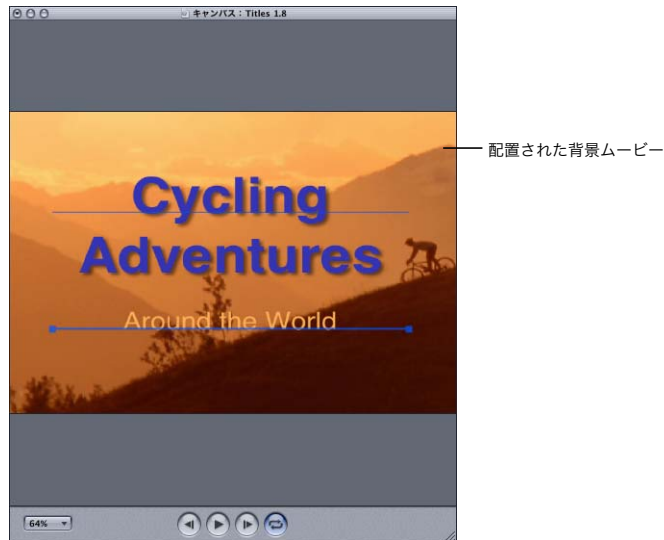 キャンバス：Titles 1.8
配置された背景ムービー
Cycling
Adventures
Around the World
64%